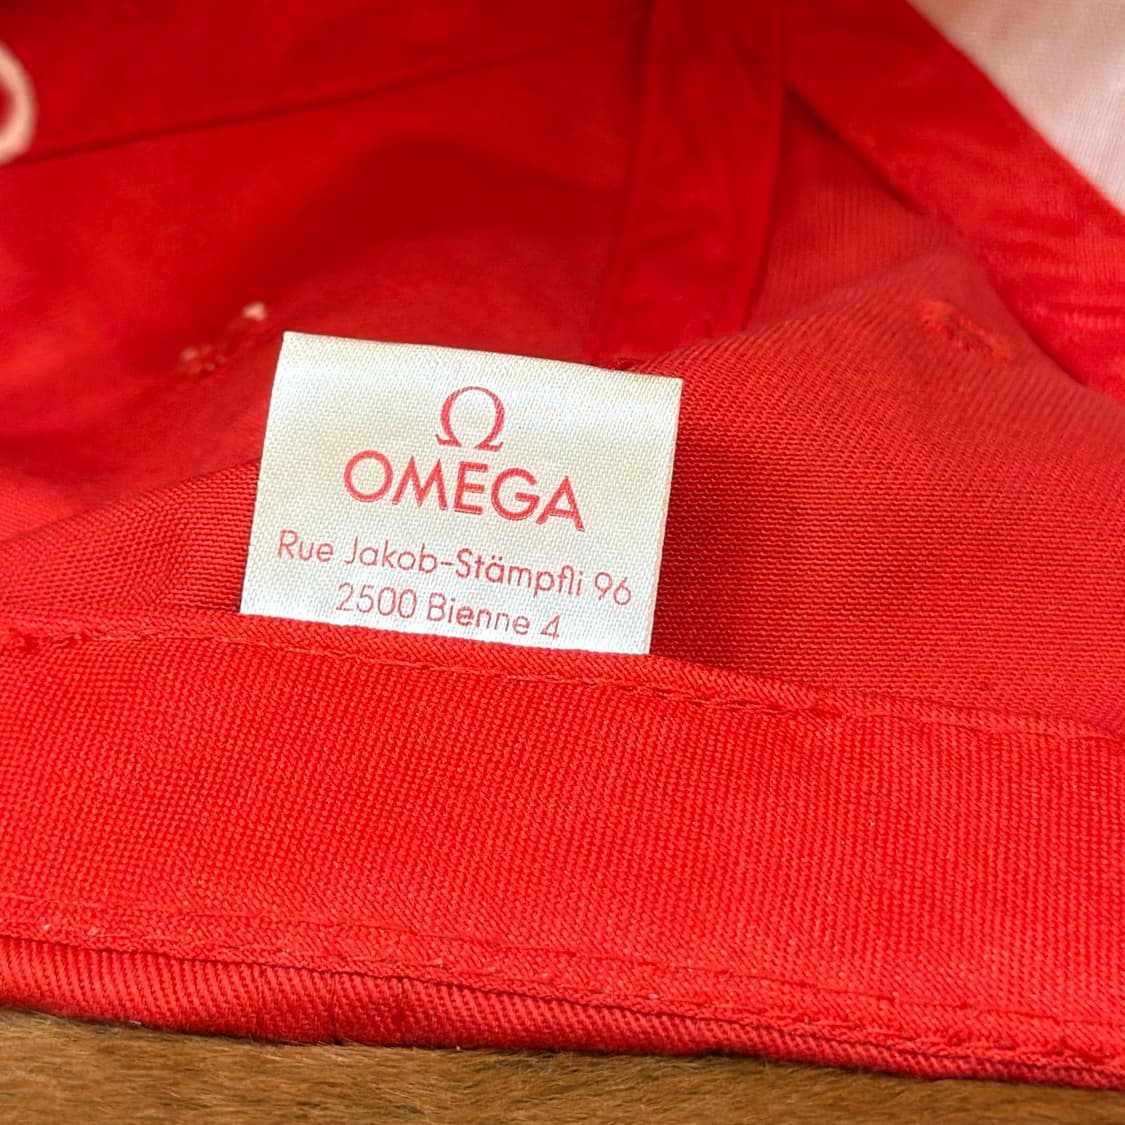 Ω
OMEGA
Rue Jakob-Stämpfli 96
2500 Bienne 4